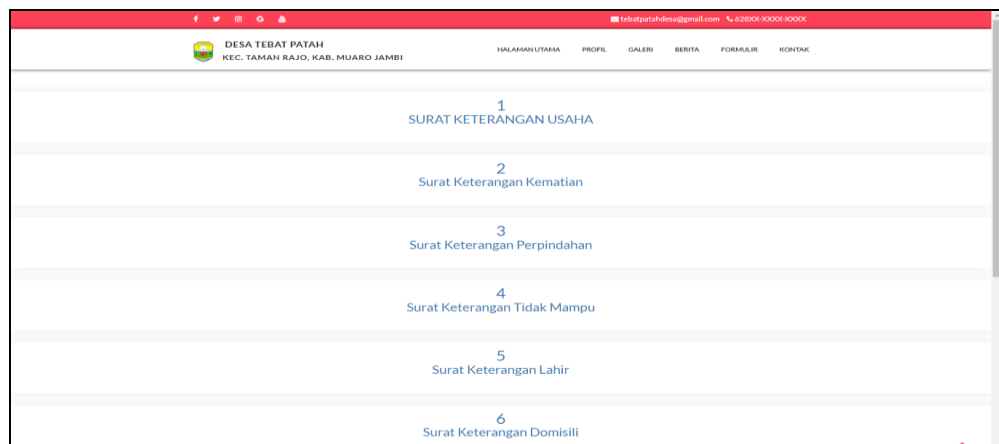 tebatpatahdesa@gmail.com 628XX-XXXX-XXXX
DESA TEBAT PATAH
KEC. TAMAN RAJO, KAB. MUARO JAMBI
HALAMAN UTAMA PROFIL GALERI BERITA FORMULIR KONTAK
1
SURAT KETERANGAN USAHA
2
Surat Keterangan Kematian
3
Surat Keterangan Perpindahan
4
Surat Keterangan Tidak Mampu
5
Surat Keterangan Lahir
6
Surat Keterangan Domisili